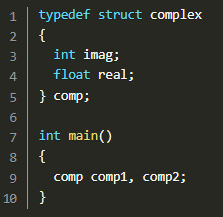 1 typedef struct complex
2 {
3   int imag;
4   float real;
5 } comp;
6
7 int main()
8 {
9   comp comp1, comp2;
10 }